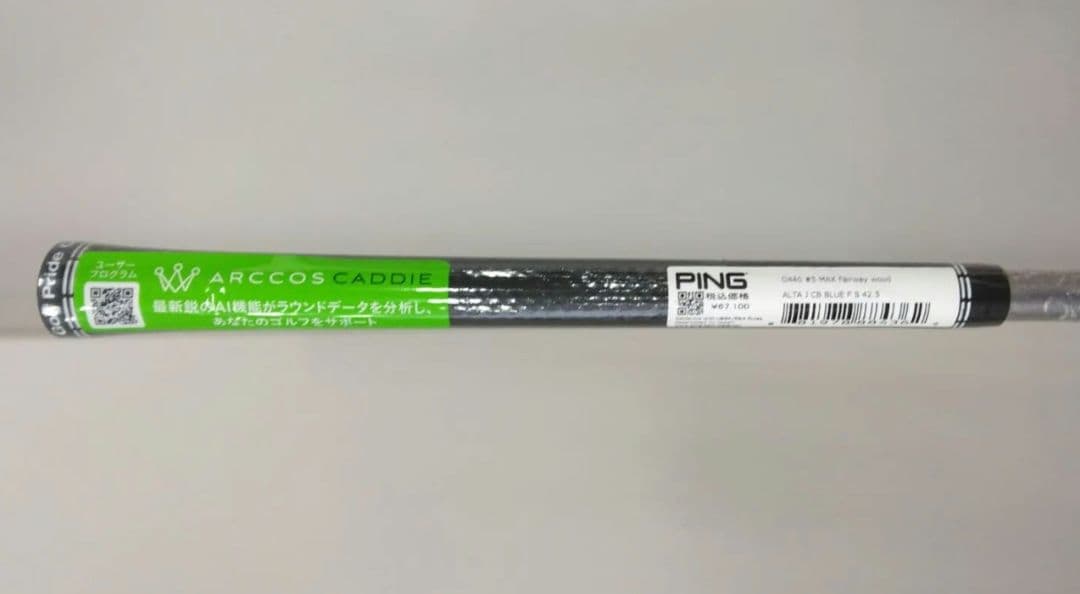 Pride
ユーザー
プログラム
ARCCOS CADDIE
最新鋭のAI機能がラウンドデータを分析し、
あなたのゴルフをサポート
PING
税込価格
¥67,100
#5 MAX Fairway wood
ALTA J CB BLUE F S 42.5